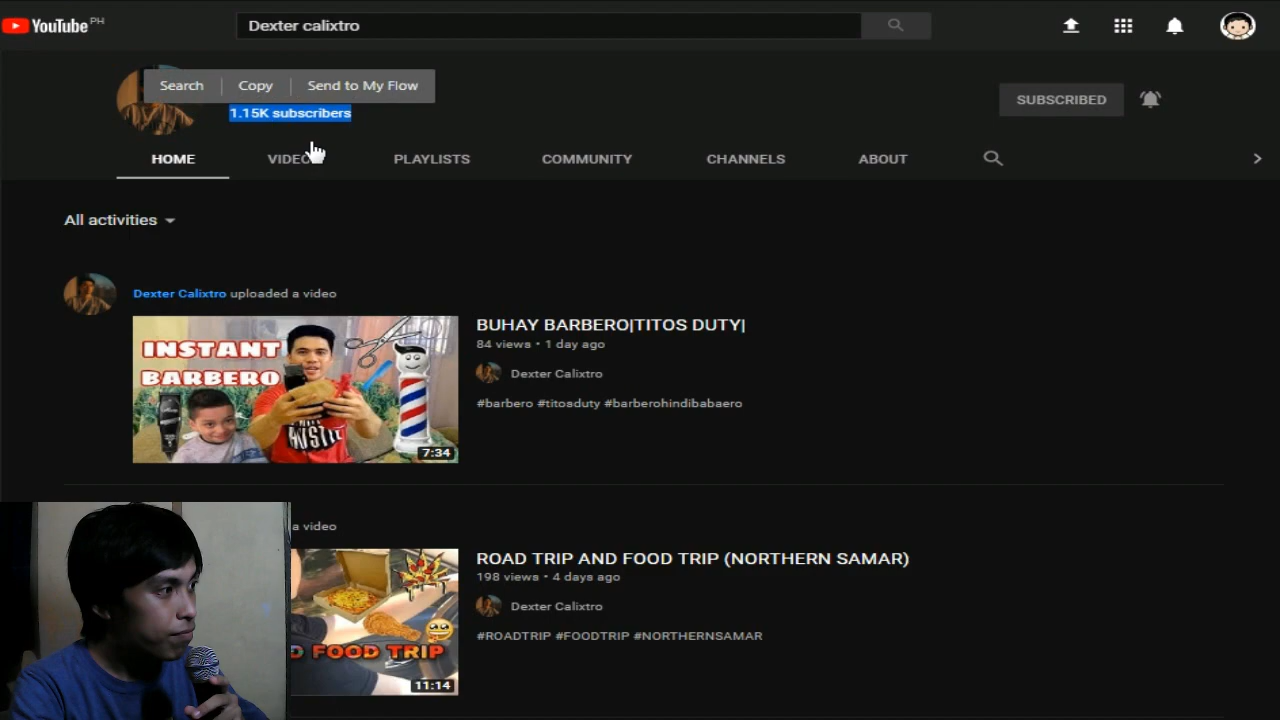 YouTube PH
Dexter calixtro
Search Copy Send to My Flow
1.15K subscribers
SUBSCRIBED
HOME VIDEO PLAYLISTS COMMUNITY CHANNELS ABOUT
All activities
Dexter Calixtro uploaded a video
INSTANT
BARBERO
7:34
BUHAY BARBERO|TITOS DUTY|
84 views • 1 day ago
Dexter Calixtro
#barbero #titosduty #barberohindibabaero
a video
D FOOD TRIP
11:14
ROAD TRIP AND FOOD TRIP (NORTHERN SAMAR)
198 views • 4 days ago
Dexter Calixtro
#ROADTRIP #FOODTRIP #NORTHERNSAMAR